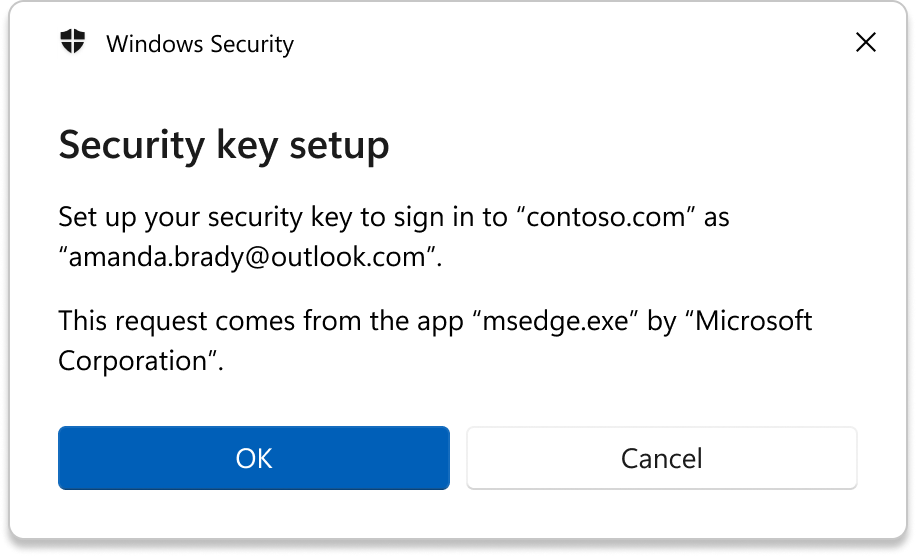 Windows Security
Security key setup
Set up your security key to sign in to “contoso.com” as
“amanda.brady@outlook.com”.
This request comes from the app “msedge.exe” by “Microsoft
Corporation”.
OK
Cancel